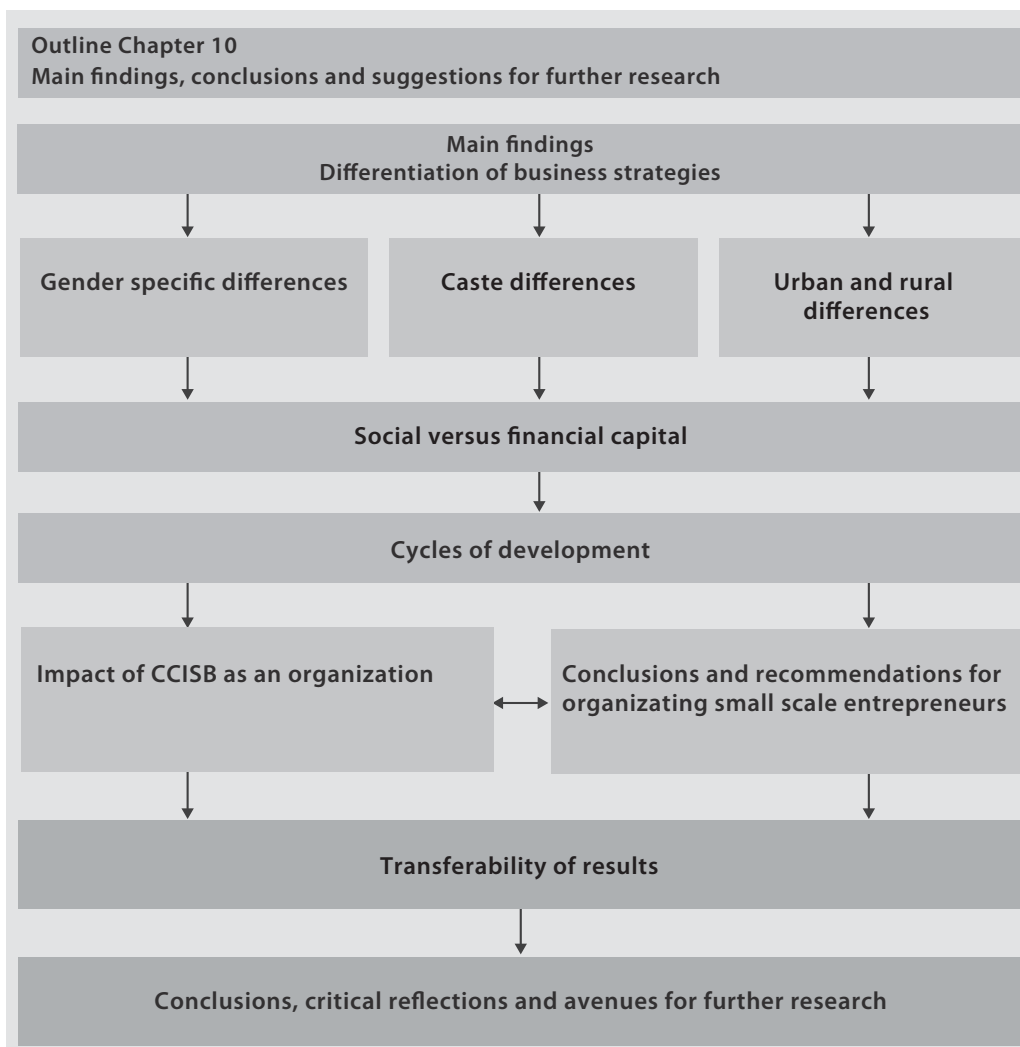 Outline Chapter 10
Main findings, conclusions and suggestions for further research
Main findings
Differentiation of business strategies
Gender specific differences
Caste differences
Urban and rural
differences
Social versus financial capital
Cycles of development
Impact of CCISB as an organization
Conclusions and recommendations for
organizating small scale entrepreneurs
Transferability of results
Conclusions, critical reflections and avenues for further research